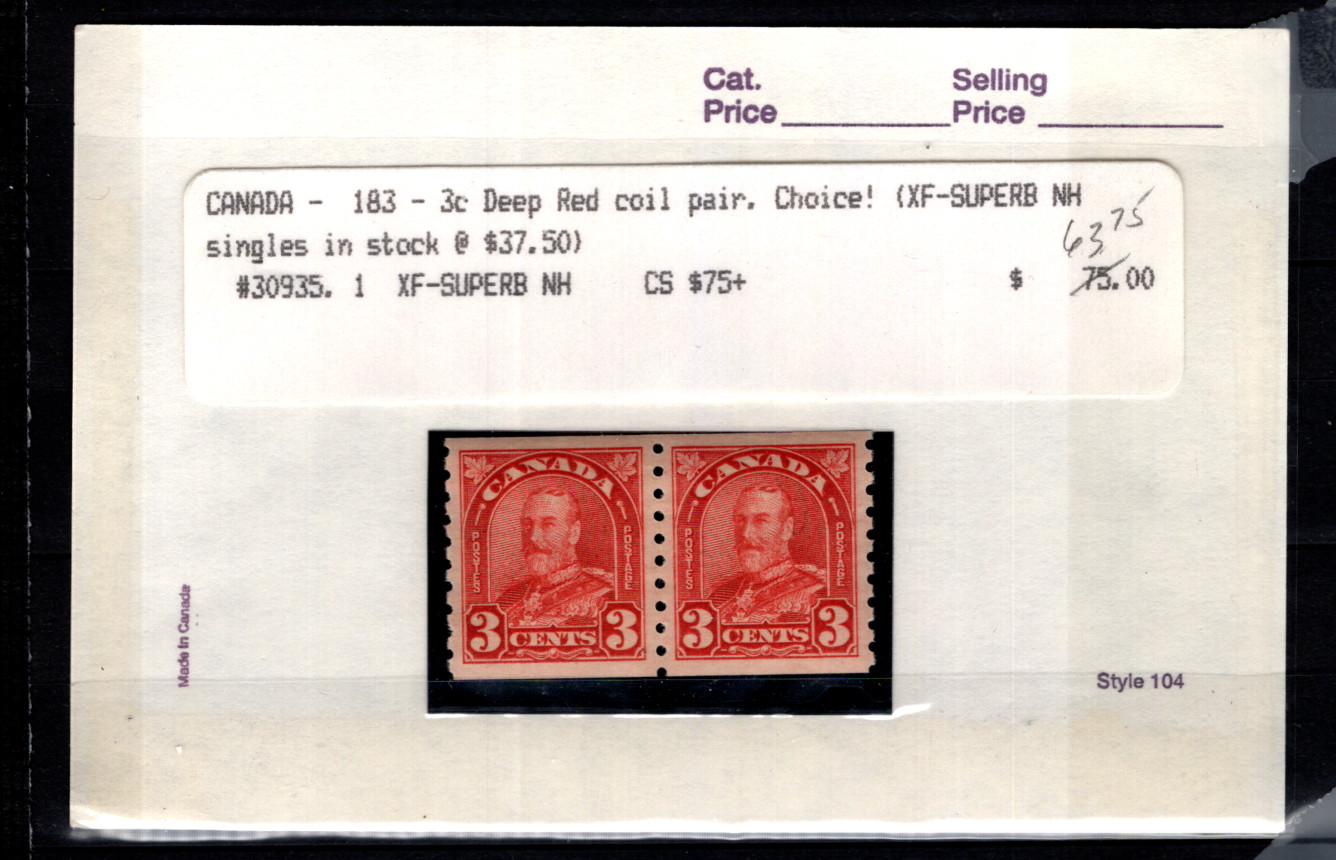 Cat. Selling
Price Price
CANADA - 183 - 3c Deep Red coil pair. Choice! (XF-SUPERB NH
singles in stock @ $37.50)
63 75
#30935. 1 XF-SUPERB NH CS $75+ $ 75.00
CANADA CANADA
POSTES POSTAGE POSTES POSTAGE
3 CENTS 3 3 CENTS 3
Made in Canada
Style 104